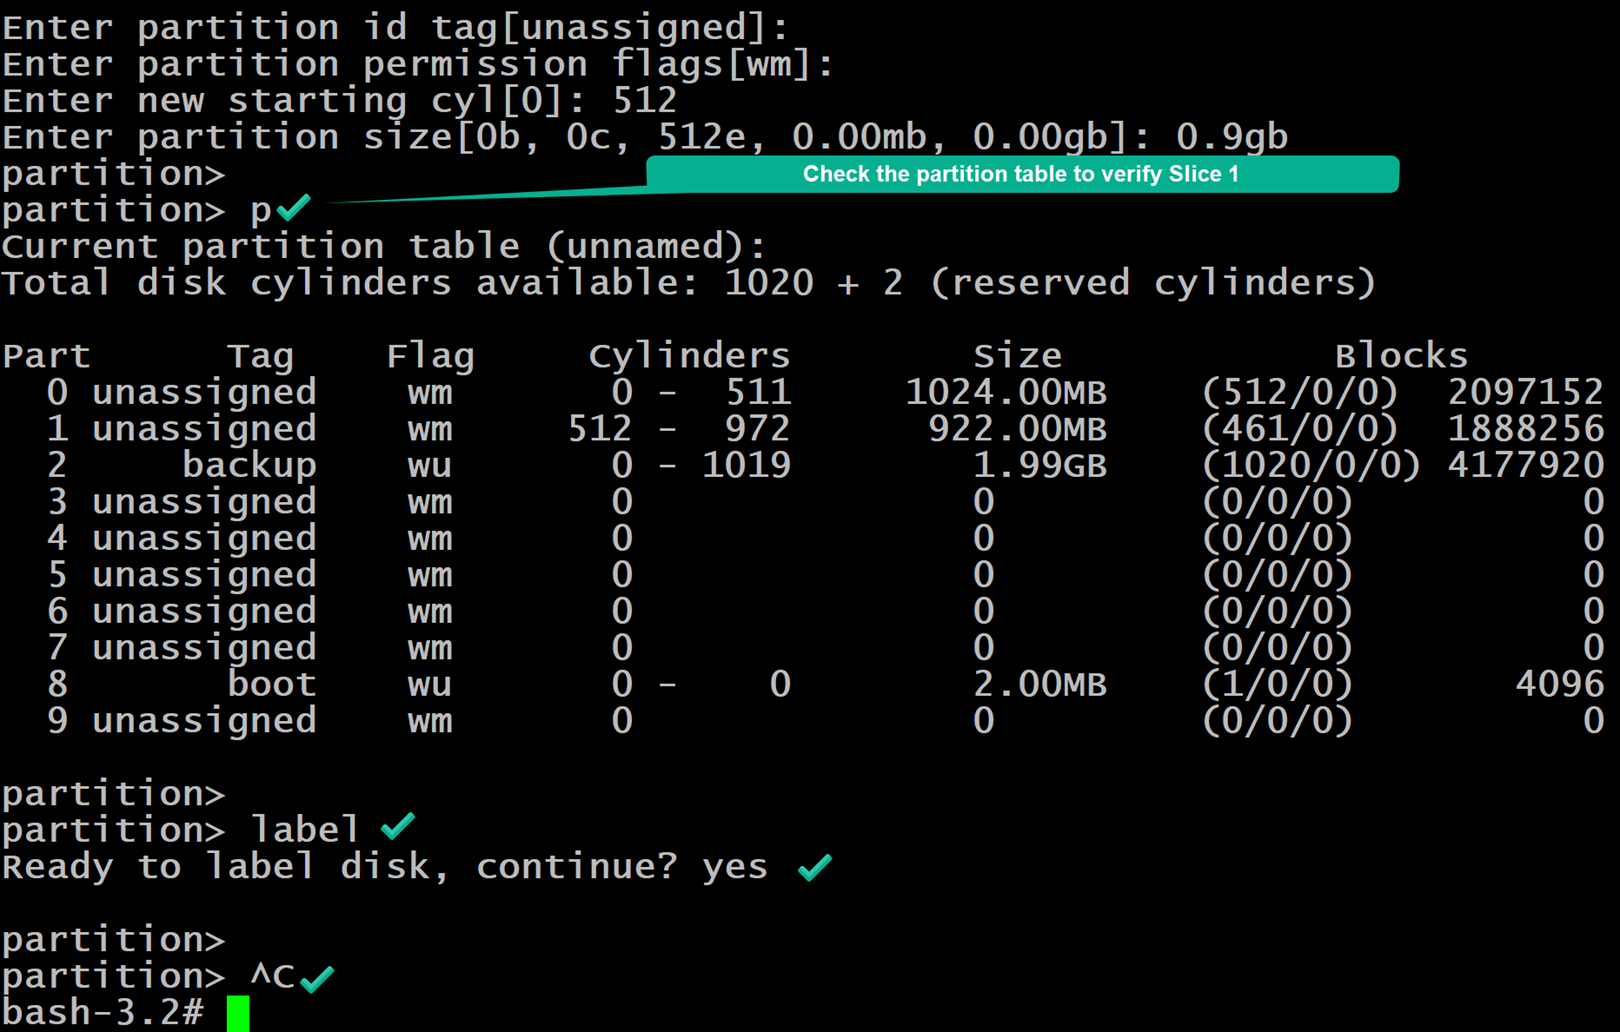 Enter partition id tag[unassigned]:
Enter partition permission flags[wm]:
Enter new starting cyl[0]: 512
Enter partition size[0b, 0c, 512e, 0.00mb, 0.00gb]: 0.9gb
partition>
Check the partition table to verify Slice 1
partition> p
Current partition table (unnamed):
Total disk cylinders available: 1020 + 2 (reserved cylinders)
Part      Tag    Flag     Cylinders        Size            Blocks
  0 unassigned    wm       0 -  511     1024.00MB    (512/0/0)  2097152
  1 unassigned    wm     512 -  972      922.00MB    (461/0/0)  1888256
  2     backup    wu       0 - 1019        1.99GB    (1020/0/0) 4177920
  3 unassigned    wm       0               0         (0/0/0)          0
  4 unassigned    wm       0               0         (0/0/0)          0
  5 unassigned    wm       0               0         (0/0/0)          0
  6 unassigned    wm       0               0         (0/0/0)          0
  7 unassigned    wm       0               0         (0/0/0)          0
  8       boot    wu       0 -    0        2.00MB    (1/0/0)       4096
  9 unassigned    wm       0               0         (0/0/0)          0
partition>
partition> label
Ready to label disk, continue? yes
partition>
partition> ^C
bash-3.2#